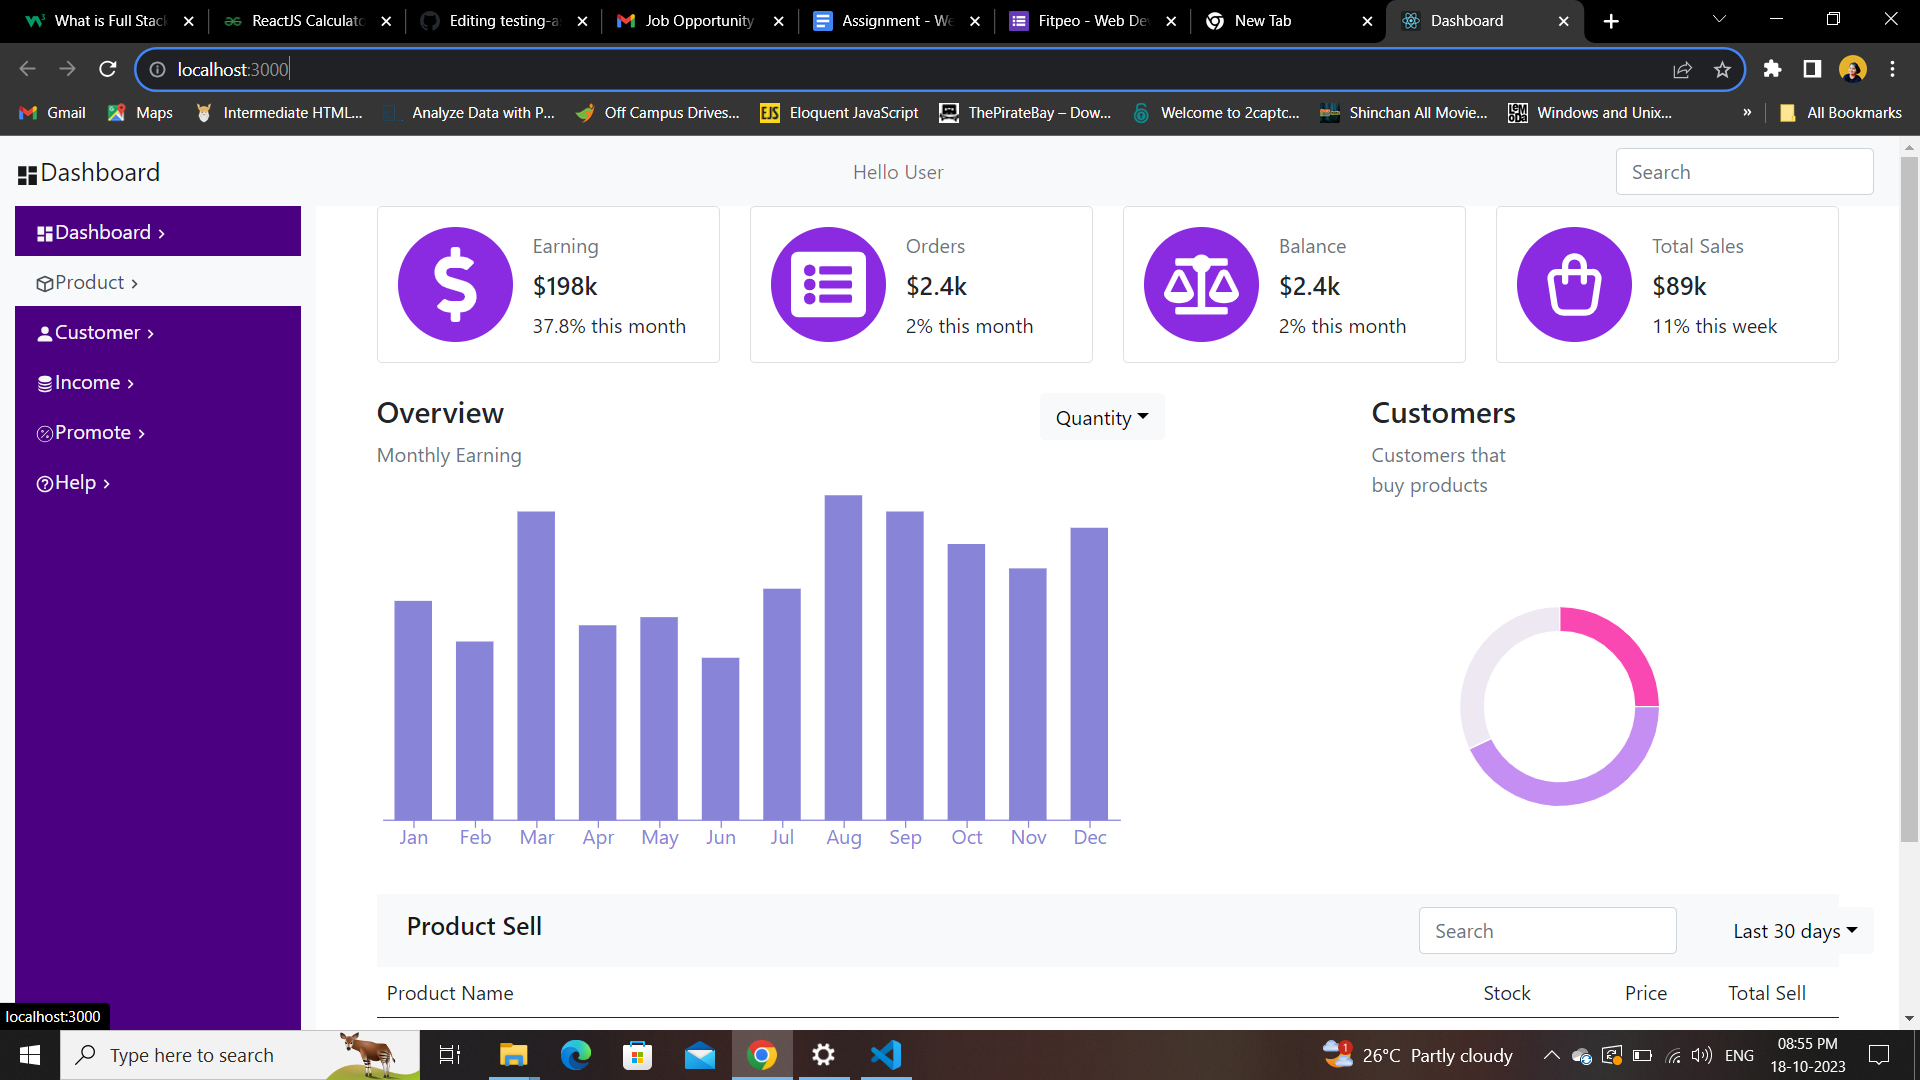 What is Full Stack
ReactJS Calculato
Editing testing-a
Job Opportunity
Assignment - We
Fitpeo - Web De
New Tab
Dashboard
localhost:3000
Gmail
Maps
Intermediate HTML...
Analyze Data with P...
Off Campus Drives...
EJS
Eloquent JavaScript
ThePirateBay – Dow...
Welcome to 2captc...
Shinchan All Movie...
Windows and Unix...
»
All Bookmarks
Dashboard
Hello User
Search
Dashboard >
Product >
Customer >
Income >
Promote >
Help >
Earning
$198k
37.8% this month
Orders
$2.4k
2% this month
Balance
$2.4k
2% this month
Total Sales
$89k
11% this week
Overview
Monthly Earning
Quantity
Customers
Customers that
buy products
Jan Feb Mar Apr May Jun Jul Aug Sep Oct Nov Dec
Product Sell
Search
Last 30 days
Product Name Stock Price Total Sell
localhost:3000
Type here to search
1
26°C Partly cloudy
ENG
08:55 PM
18-10-2023